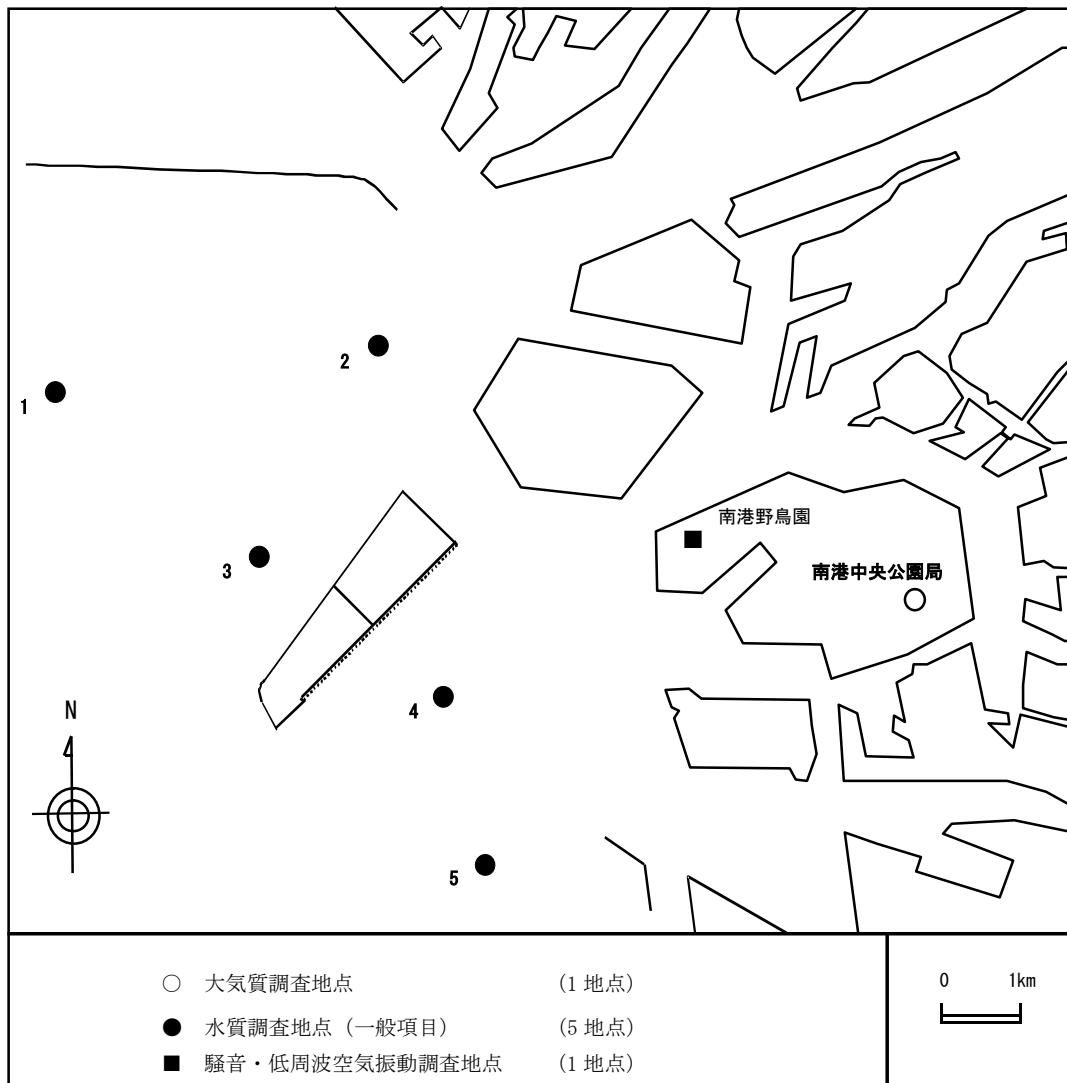 2
1
南港野鳥園
3
南港中央公園局
4
N
5
○ 大気質調査地点 (1 地点)
● 水質調査地点（一般項目） (5 地点)
■ 騒音・低周波空気振動調査地点 (1 地点)
0 1km